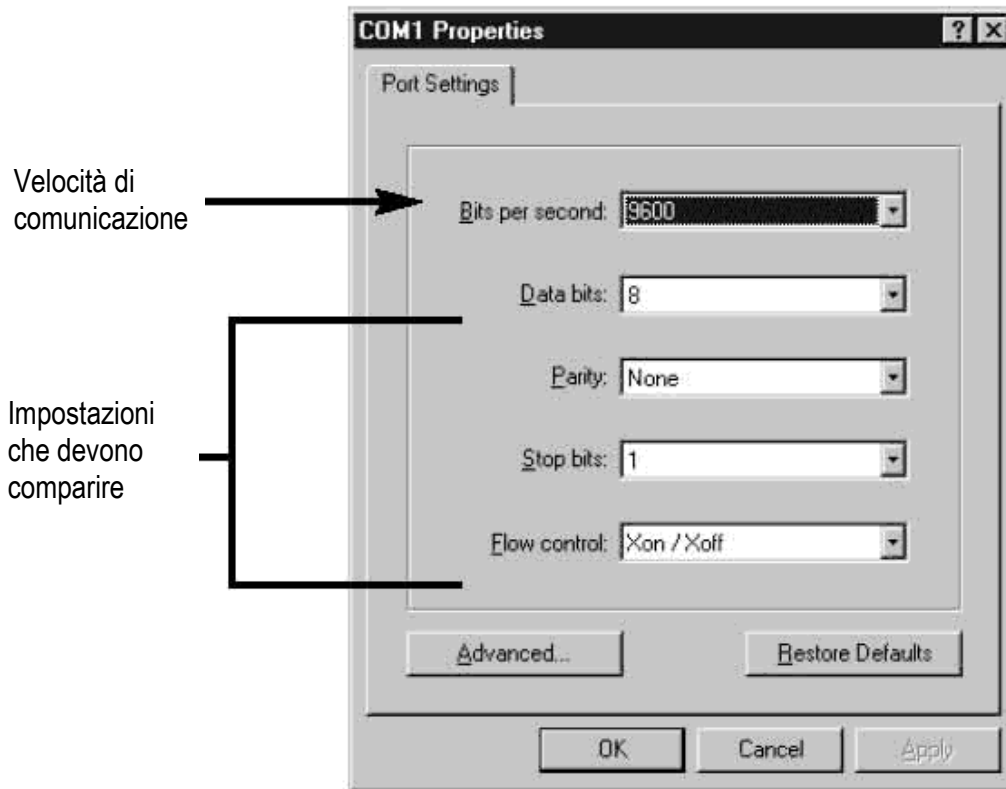 COM1 Properties
Port Settings
Velocità di
comunicazione
Bits per second: 9600
Data bits: 8
Parity: None
Impostazioni
che devono
comparire
Stop bits: 1
Flow control: Xon / Xoff
Advanced...
Restore Defaults
OK
Cancel
Apply